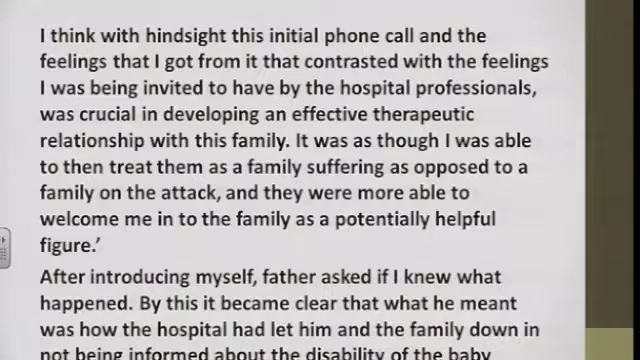 I think with hindsight this initial phone call and the
feelings that I got from it that contrasted with the feelings
I was being invited to have by the hospital professionals,
was crucial in developing an effective therapeutic
relationship with this family. It was as though I was able
to then treat them as a family suffering as opposed to a
family on the attack, and they were more able to
welcome me in to the family as a potentially helpful
figure.’
After introducing myself, father asked if I knew what
happened. By this it became clear that what he meant
was how the hospital had let him and the family down in
not being informed about the disability of the baby